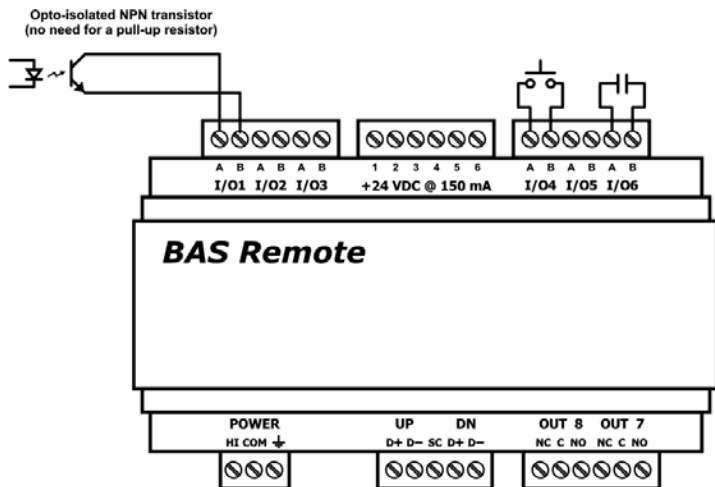 Opto-isolated NPN transistor
(no need for a pull-up resistor)
A B A B A B
I/O1 I/O2 I/O3
1 2 3 4 5 6
+24 VDC @ 150 mA
A B A B A B
I/O4 I/O5 I/O6
BAS Remote
POWER
HI COM
UP DN
D+ D− SC D+ D−
OUT 8 OUT 7
NC C NO NC C NO